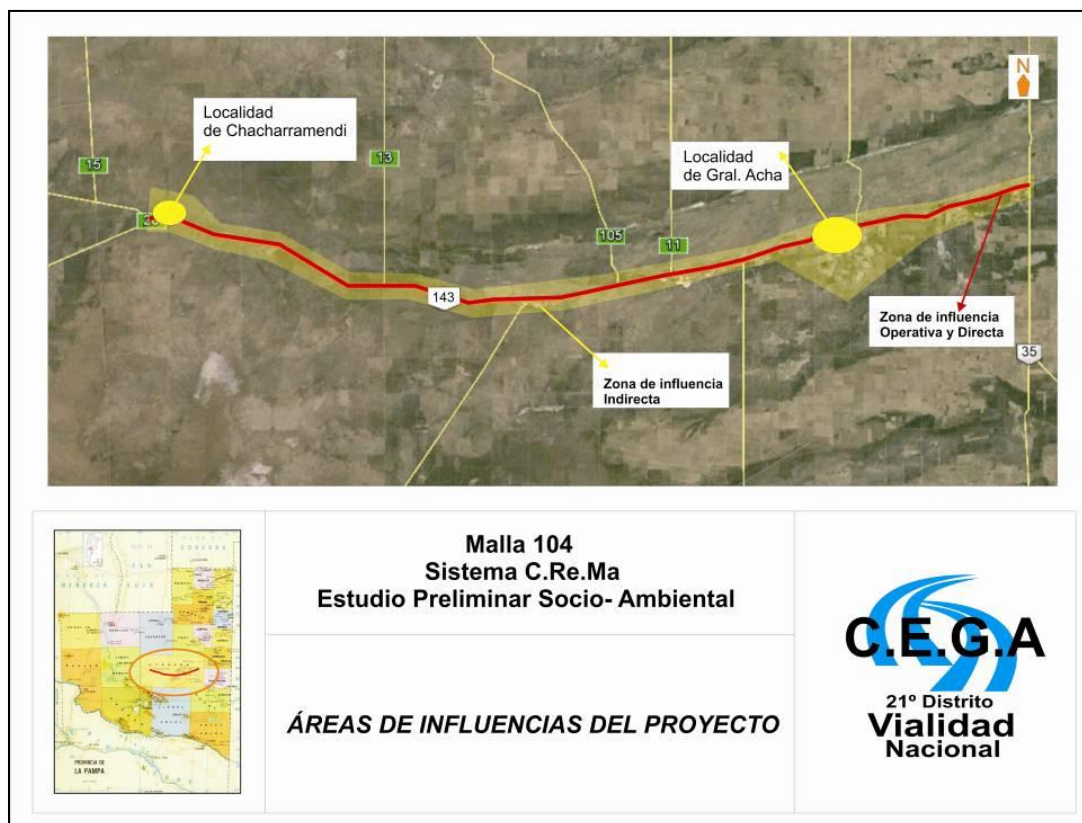 N
Localidad
de Chacharramendi
Localidad
de Gral. Acha
15
13
20
105
11
143
Zona de influencia
Operativa y Directa
35
Zona de influencia
Indirecta
Malla 104
Sistema C.Re.Ma
Estudio Preliminar Socio- Ambiental
ÁREAS DE INFLUENCIAS DEL PROYECTO
PROVINCIA DE
LA PAMPA
C.E.G.A
21º Distrito
Vialidad
Nacional